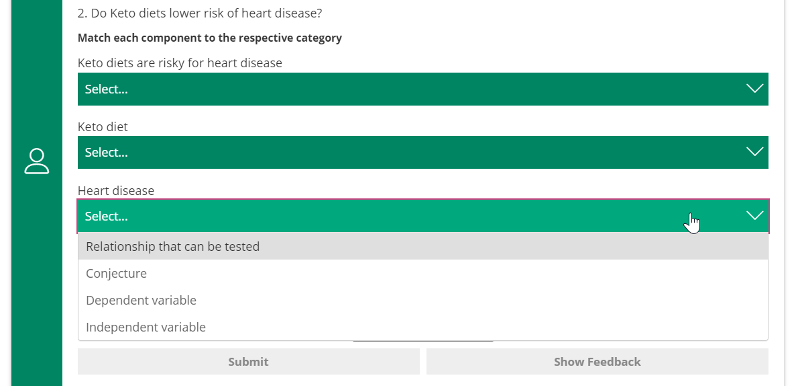 2. Do Keto diets lower risk of heart disease?
Match each component to the respective category
Keto diets are risky for heart disease
Select...
Keto diet
Select...
Heart disease
Select...
Relationship that can be tested
Conjecture
Dependent variable
Independent variable
Submit
Show Feedback